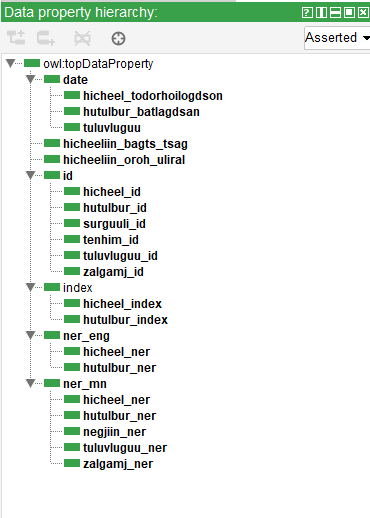 Data property hierarchy:
Asserted
owl:topDataProperty
date
hicheel_todorhoilogdson
hutulbur_batlagdsan
tuluvluguu
hicheeliin_bagts_tsag
hicheeliin_oroh_uliral
id
hicheel_id
hutulbur_id
surguuli_id
tenhim_id
tuluvluguu_id
zalgamj_id
index
hicheel_index
hutulbur_index
ner_eng
hicheel_ner
hutulbur_ner
ner_mn
hicheel_ner
hutulbur_ner
negjiin_ner
tuluvluguu_ner
zalgamj_ner